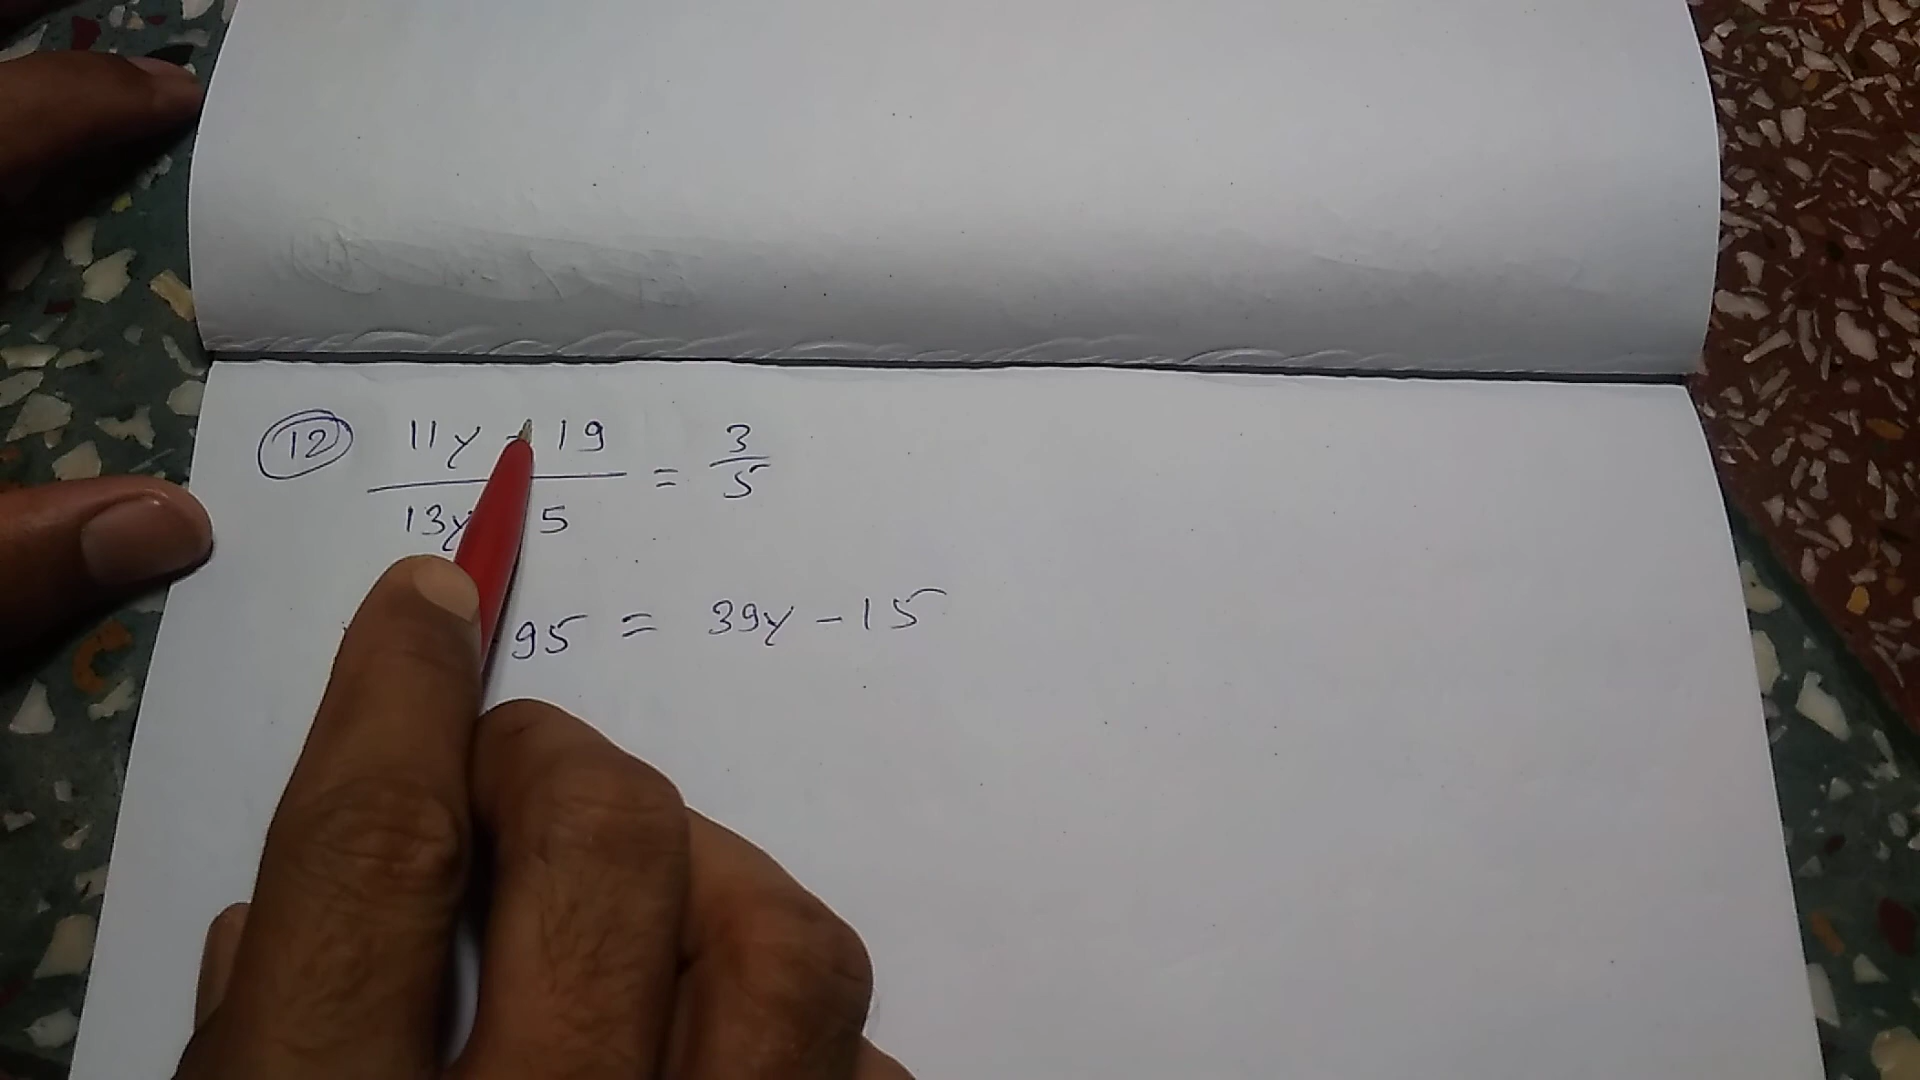 (12) 11y - 19 / 13y 5 = 3/5
95 = 39y - 15